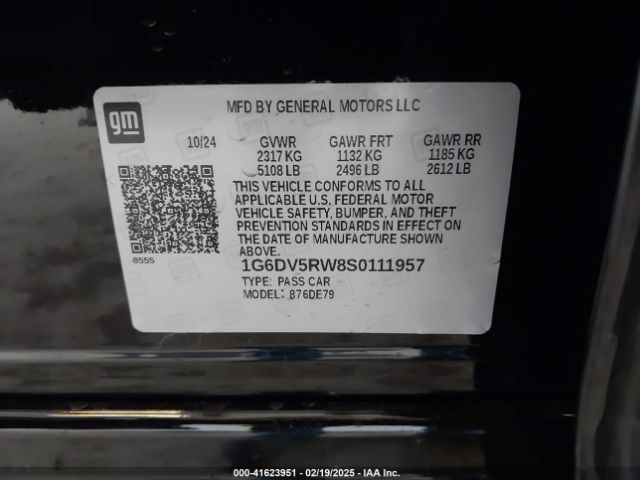 gm
MFD BY GENERAL MOTORS LLC
10/24 GVWR GAWR FRT GAWR RR
2317 KG 1132 KG 1185 KG
5108 LB 2496 LB 2612 LB
THIS VEHICLE CONFORMS TO ALL
APPLICABLE U.S. FEDERAL MOTOR
VEHICLE SAFETY, BUMPER, AND THEFT
PREVENTION STANDARDS IN EFFECT ON
THE DATE OF MANUFACTURE SHOWN
ABOVE.
8555
1G6DV5RW8S0111957
TYPE: PASS CAR
MODEL: 876DE79
000-41623951 - 02/19/2025 - IAA Inc.